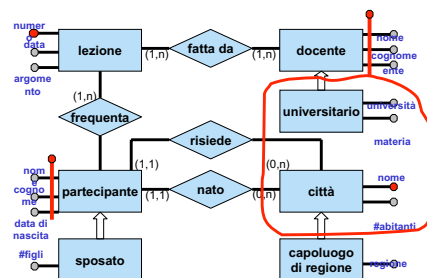 numer
o
data
argome
nto
lezione
(1,n)
fatta da
(1,n)
docente
nome
cognome
ente
(1,n)
frequenta
universitario
università
materia
risiede
(1,1)
(0,n)
nom
e
cogno
me
data di
nascita
partecipante
(1,1)
nato
(0,n)
città
nome
#abitanti
#figli
sposato
capoluogo
di regione
regione